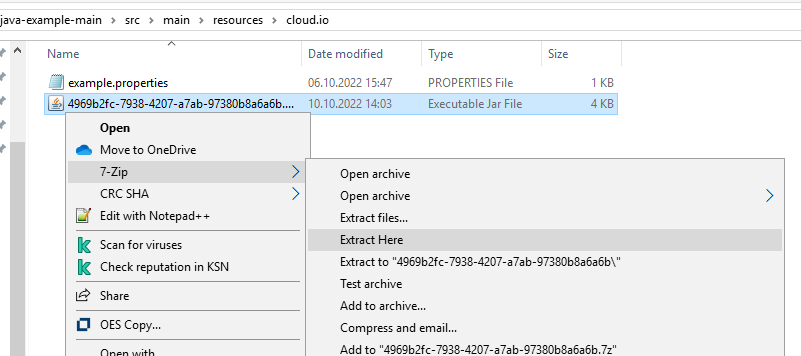 java-example-main > src > main > resources > cloud.io
Name Date modified Type Size
example.properties 06.10.2022 15:47 PROPERTIES File 1 KB
4969b2fc-7938-4207-a7ab-97380b8a6a6b.... 10.10.2022 14:03 Executable Jar File 4 KB
Open
Move to OneDrive
7-Zip
CRC SHA
Edit with Notepad++
Scan for viruses
Check reputation in KSN
Share
OES Copy...
Open with
Open archive
Open archive
Extract files...
Extract Here
Extract to "4969b2fc-7938-4207-a7ab-97380b8a6a6b\"
Test archive
Add to archive...
Compress and email...
Add to "4969b2fc-7938-4207-a7ab-97380b8a6a6b.7z"